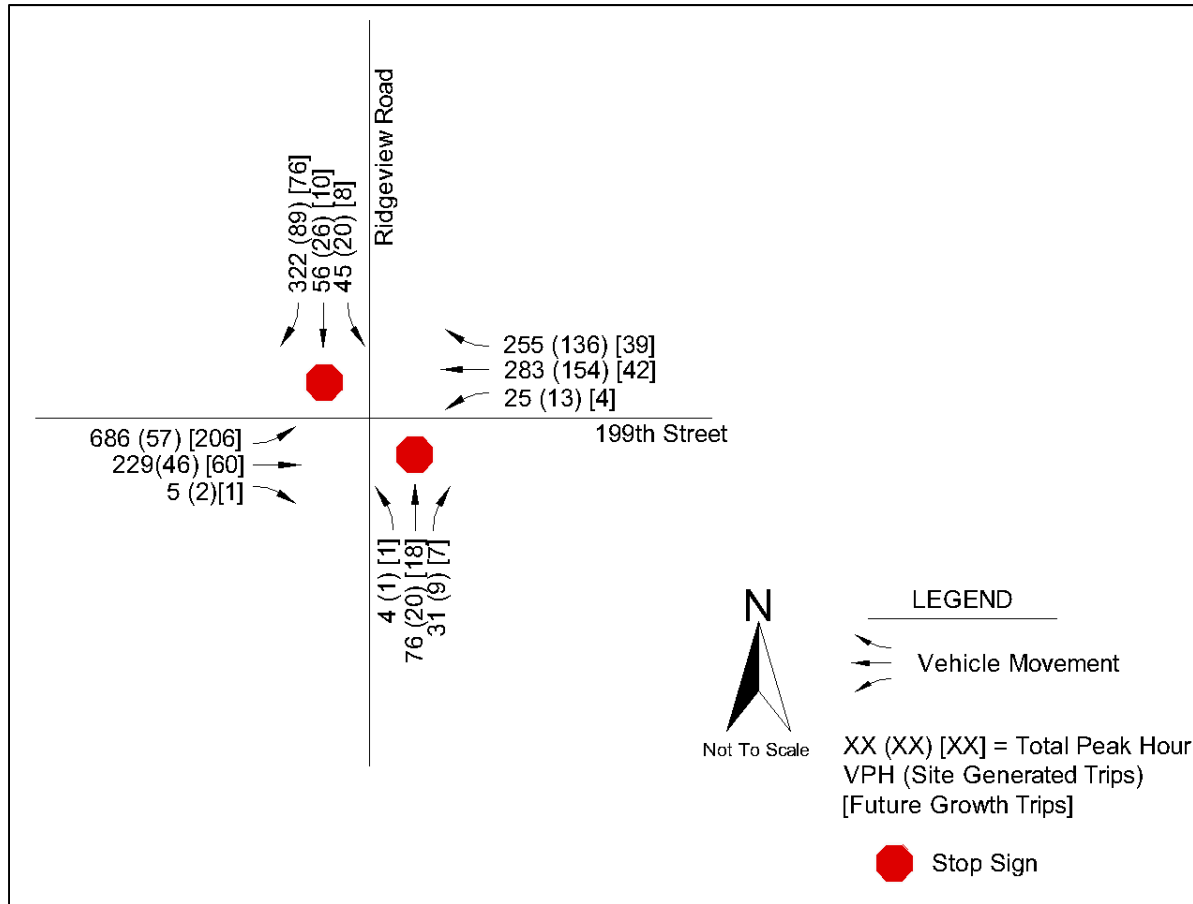 Ridgeview Road
322 (89) [76]
56 (26) [10]
45 (20) [8]
255 (136) [39]
283 (154) [42]
25 (13) [4]
199th Street
686 (57) [206]
229(46) [60]
5 (2)[1]
4 (1) [1]
76 (20) [18]
31 (9) [7]
N
Not To Scale
LEGEND
Vehicle Movement
XX (XX) [XX] = Total Peak Hour
VPH (Site Generated Trips)
[Future Growth Trips]
Stop Sign